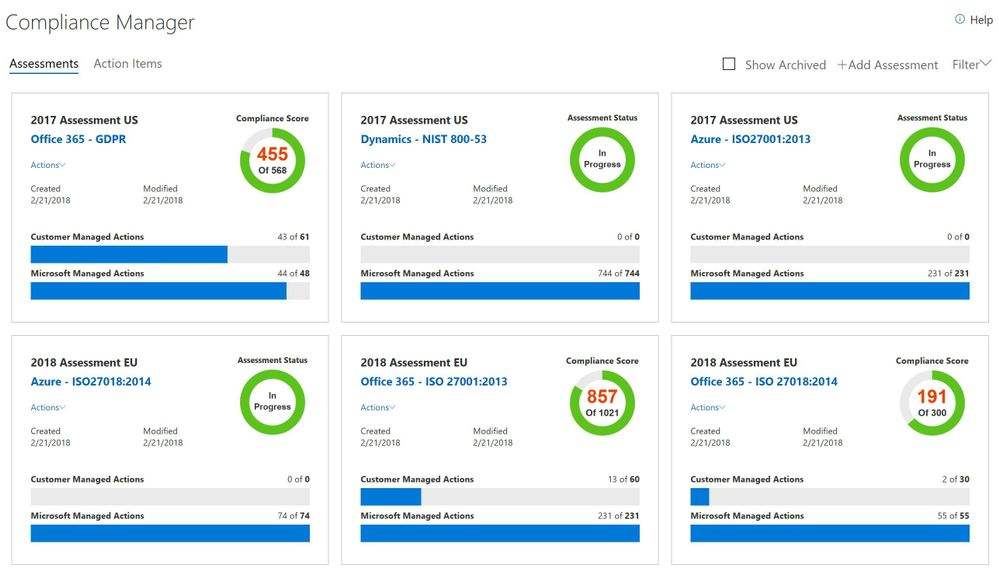 Compliance Manager
Help
Assessments Action Items
Show Archived +Add Assessment Filter
2017 Assessment US
Office 365 - GDPR
Actions
Compliance Score
455
Of 568
Created Modified
2/21/2018 2/21/2018
Customer Managed Actions 43 of 61
Microsoft Managed Actions 44 of 48
2017 Assessment US
Dynamics - NIST 800-53
Actions
Assessment Status
In
Progress
Created Modified
2/21/2018 2/21/2018
Customer Managed Actions 0 of 0
Microsoft Managed Actions 744 of 744
2017 Assessment US
Azure - ISO27001:2013
Actions
Assessment Status
In
Progress
Created Modified
2/21/2018 2/21/2018
Customer Managed Actions 0 of 0
Microsoft Managed Actions 231 of 231
2018 Assessment EU
Azure - ISO27018:2014
Actions
Assessment Status
In
Progress
Created Modified
2/21/2018 2/21/2018
Customer Managed Actions 0 of 0
Microsoft Managed Actions 74 of 74
2018 Assessment EU
Office 365 - ISO 27001:2013
Actions
Compliance Score
857
Of 1021
Created Modified
2/21/2018 2/21/2018
Customer Managed Actions 13 of 60
Microsoft Managed Actions 231 of 231
2018 Assessment EU
Office 365 - ISO 27018:2014
Actions
Compliance Score
191
Of 300
Created Modified
2/21/2018 2/21/2018
Customer Managed Actions 2 of 30
Microsoft Managed Actions 55 of 55